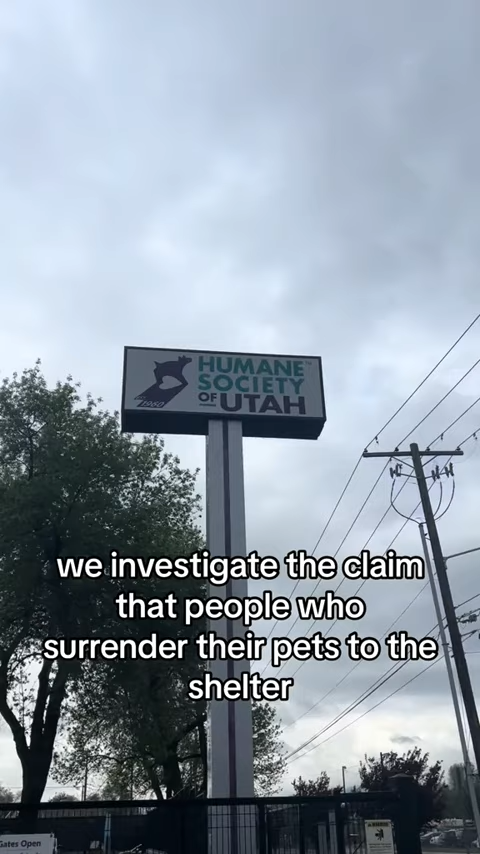 HUMANE
SOCIETY
OF UTAH
1960
we investigate the claim
that people who
surrender their pets to the
shelter
Gates Open